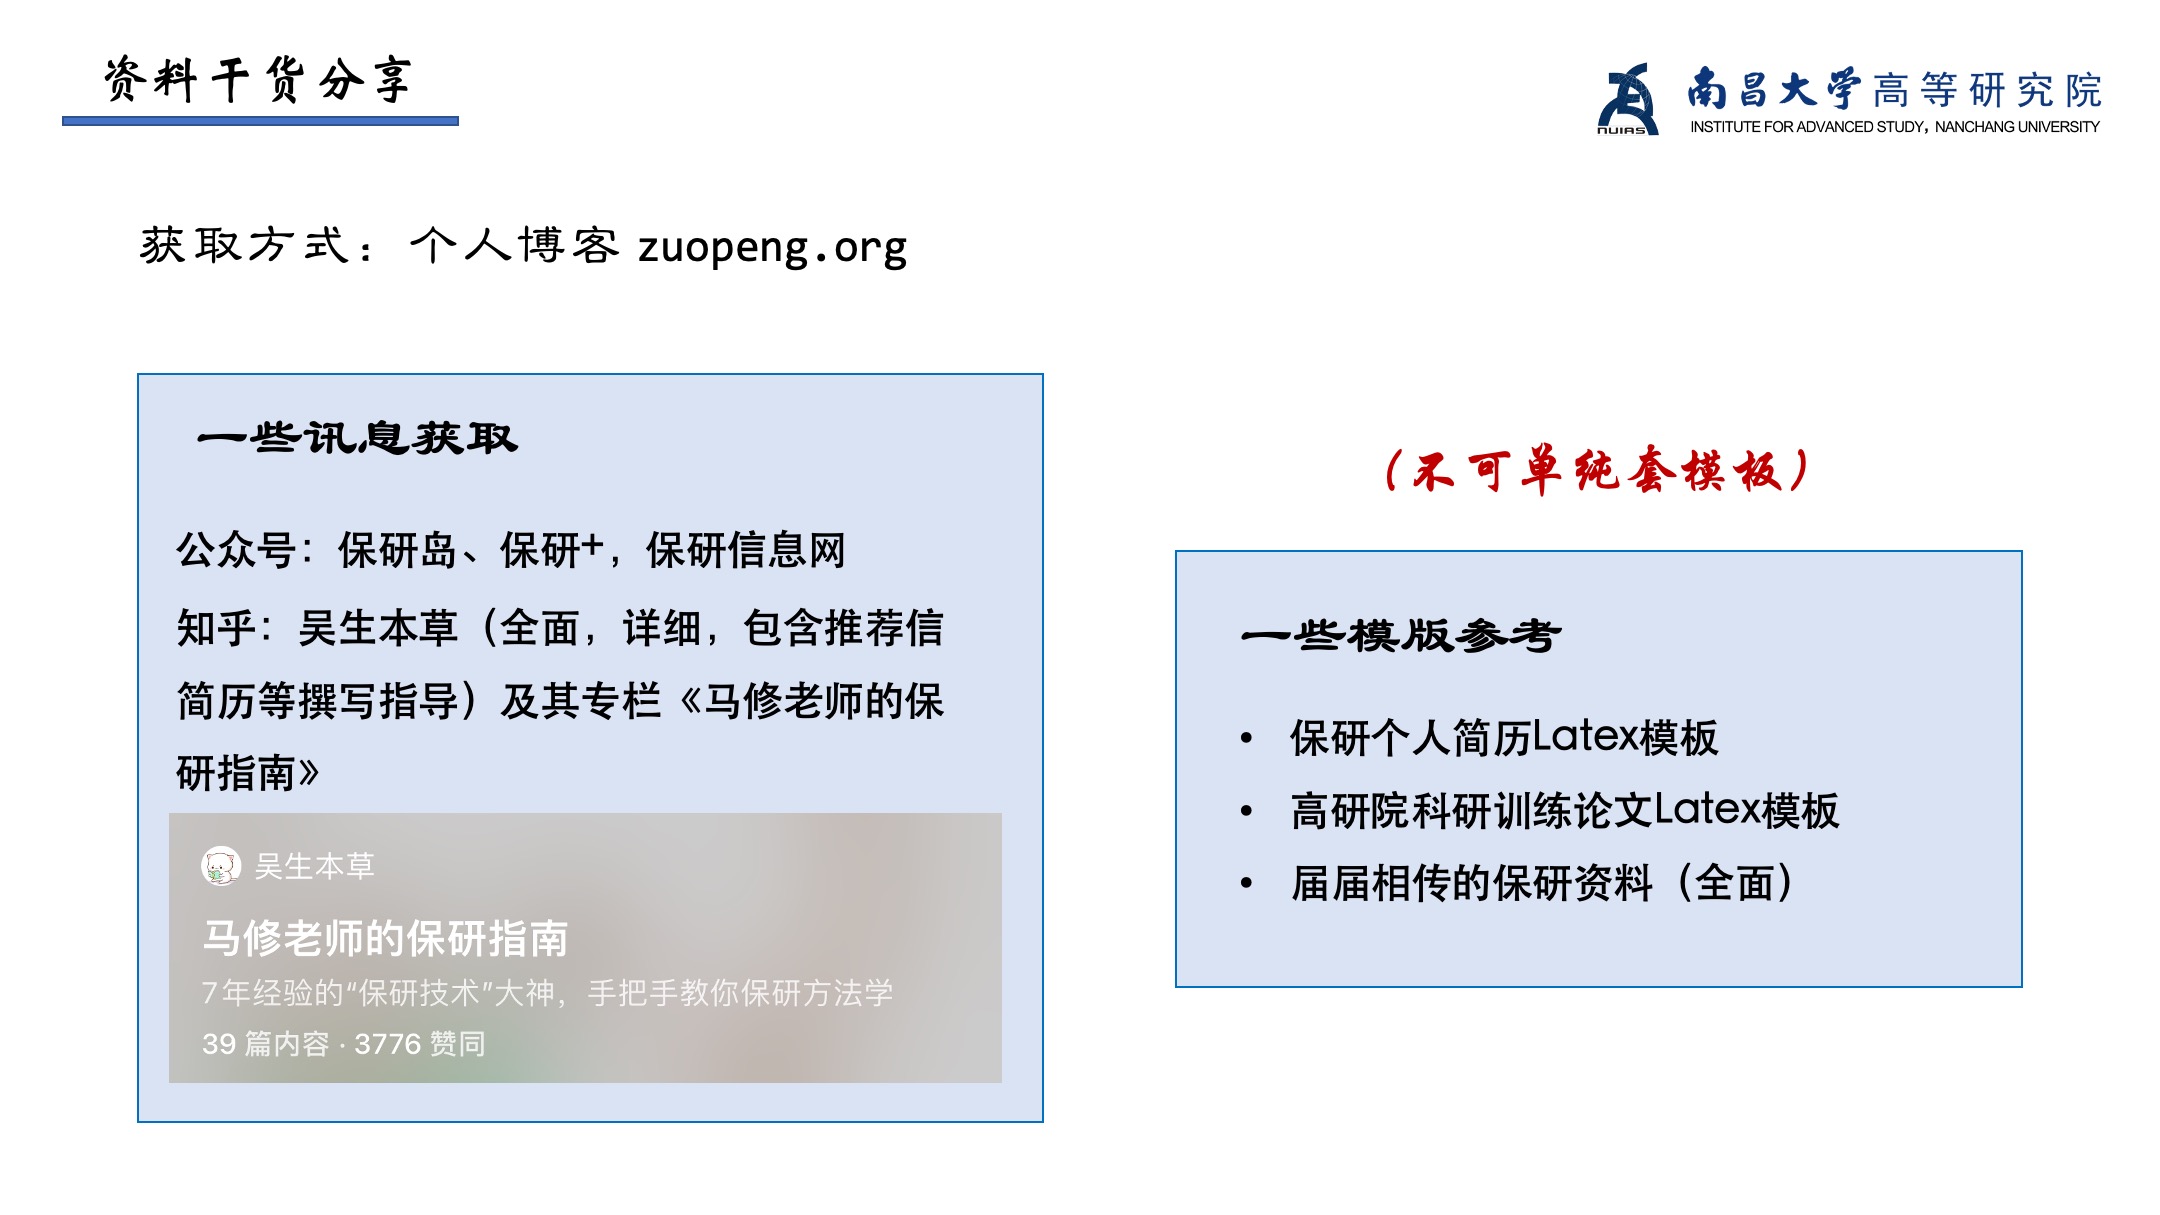 资料干货分享
南昌大学高等研究院
NUIAS
INSTITUTE FOR ADVANCED STUDY, NANCHANG UNIVERSITY
获取方式：个人博客 zuopeng.org
一些讯息获取
公众号：保研岛、保研+，保研信息网
知乎：吴生本草（全面，详细，包含推荐信
简历等撰写指导）及其专栏《马修老师的保
研指南》
吴生本草
马修老师的保研指南
7年经验的“保研技术”大神，手把手教你保研方法学
39 篇内容 · 3776 赞同
（不可单纯套模板）
一些模版参考
• 保研个人简历Latex模板
• 高研院科研训练论文Latex模板
• 届届相传的保研资料（全面）